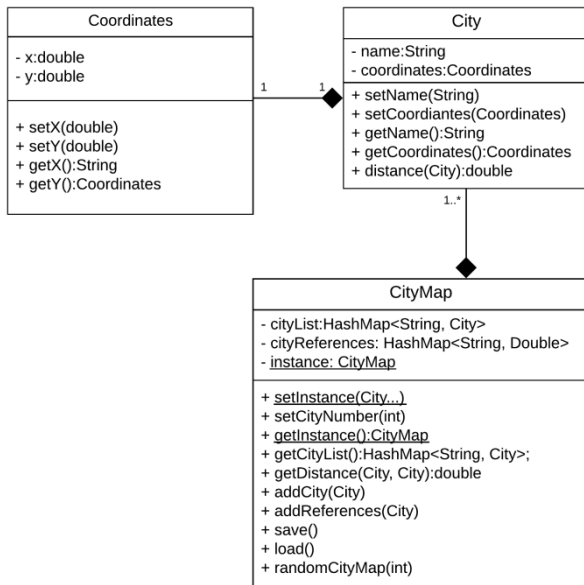 Coordinates
- x:double
- y:double
+ setX(double)
+ setY(double)
+ getX():String
+ getY():Coordinates
1
1
City
- name:String
- coordinates:Coordinates
+ setName(String)
+ setCoordiantes(Coordinates)
+ getName():String
+ getCoordinates():Coordinates
+ distance(City):double
1..*
CityMap
- cityList:HashMap<String, City>
- cityReferences: HashMap<String, Double>
- instance: CityMap
+ setInstance(City...)
+ setCityNumber(int)
+ getInstance():CityMap
+ getCityList():HashMap<String, City>;
+ getDistance(City, City):double
+ addCity(City)
+ addReferences(City)
+ save()
+ load()
+ randomCityMap(int)